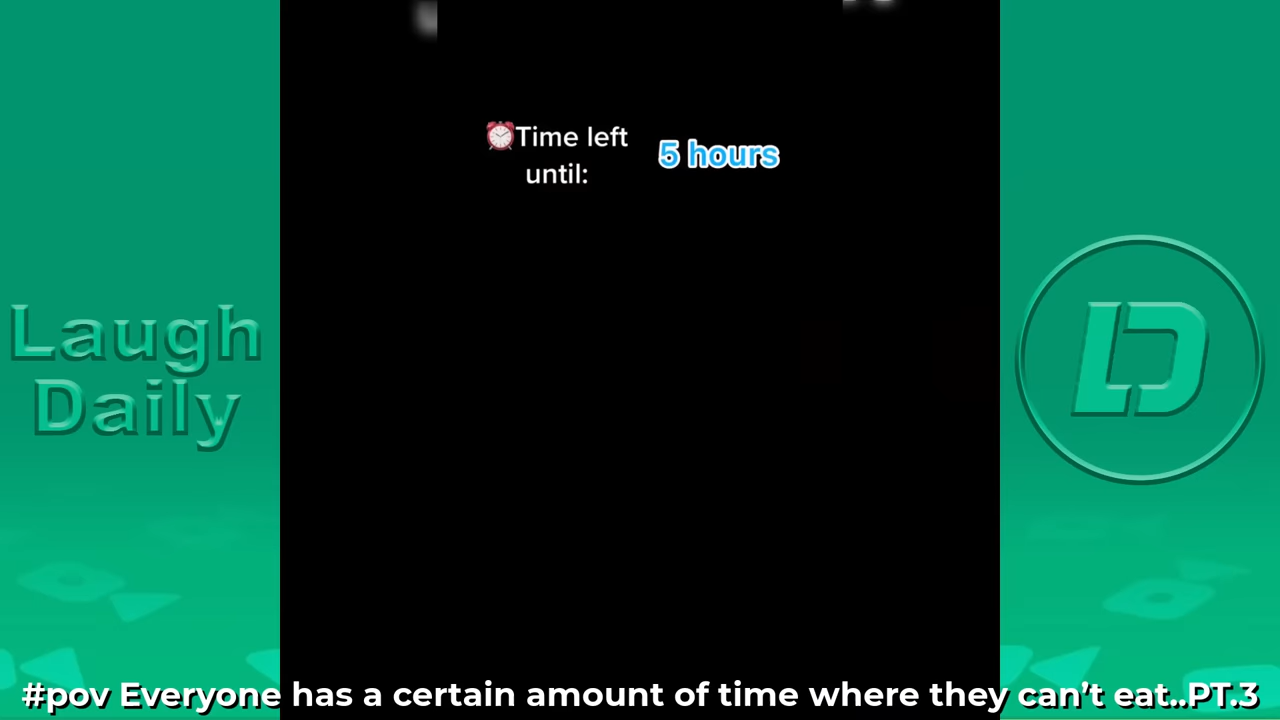 ⏰Time left
until:
5 hours
Laugh
Daily
LD
#pov Everyone has a certain amount of time where they can't eat..PT.3